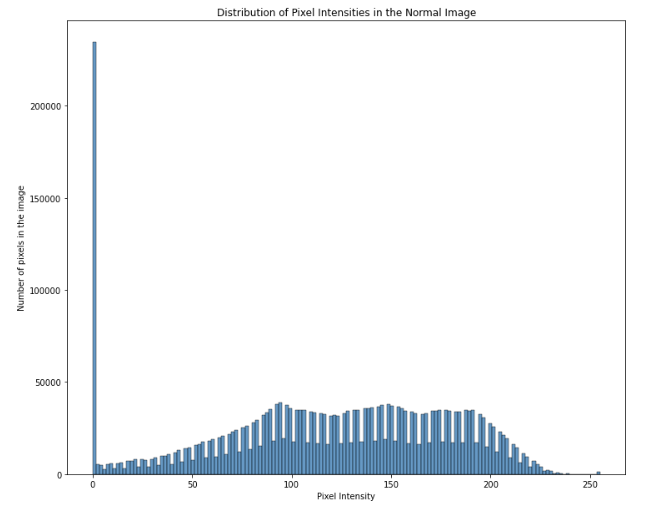 Distribution of Pixel Intensities in the Normal Image
200000
150000
100000
50000
0
Number of pixels in the image
0 50 100 150 200 250
Pixel Intensity